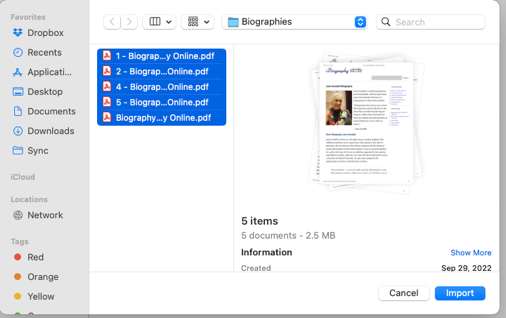 Favorites
Dropbox
Recents
Applicati...
Desktop
Documents
Downloads
Sync
iCloud
Locations
Network
Tags
Red
Orange
Yellow
Biographies
Search
1 - Biograp...y Online.pdf
2 - Biograp...Online.pdf
4 - Biograp...Online.pdf
5 - Biograp...Online.pdf
Biography...y Online.pdf
Biography
5 items
5 documents - 2.5 MB
Information
Show More
Created
Sep 29, 2022
Cancel
Import